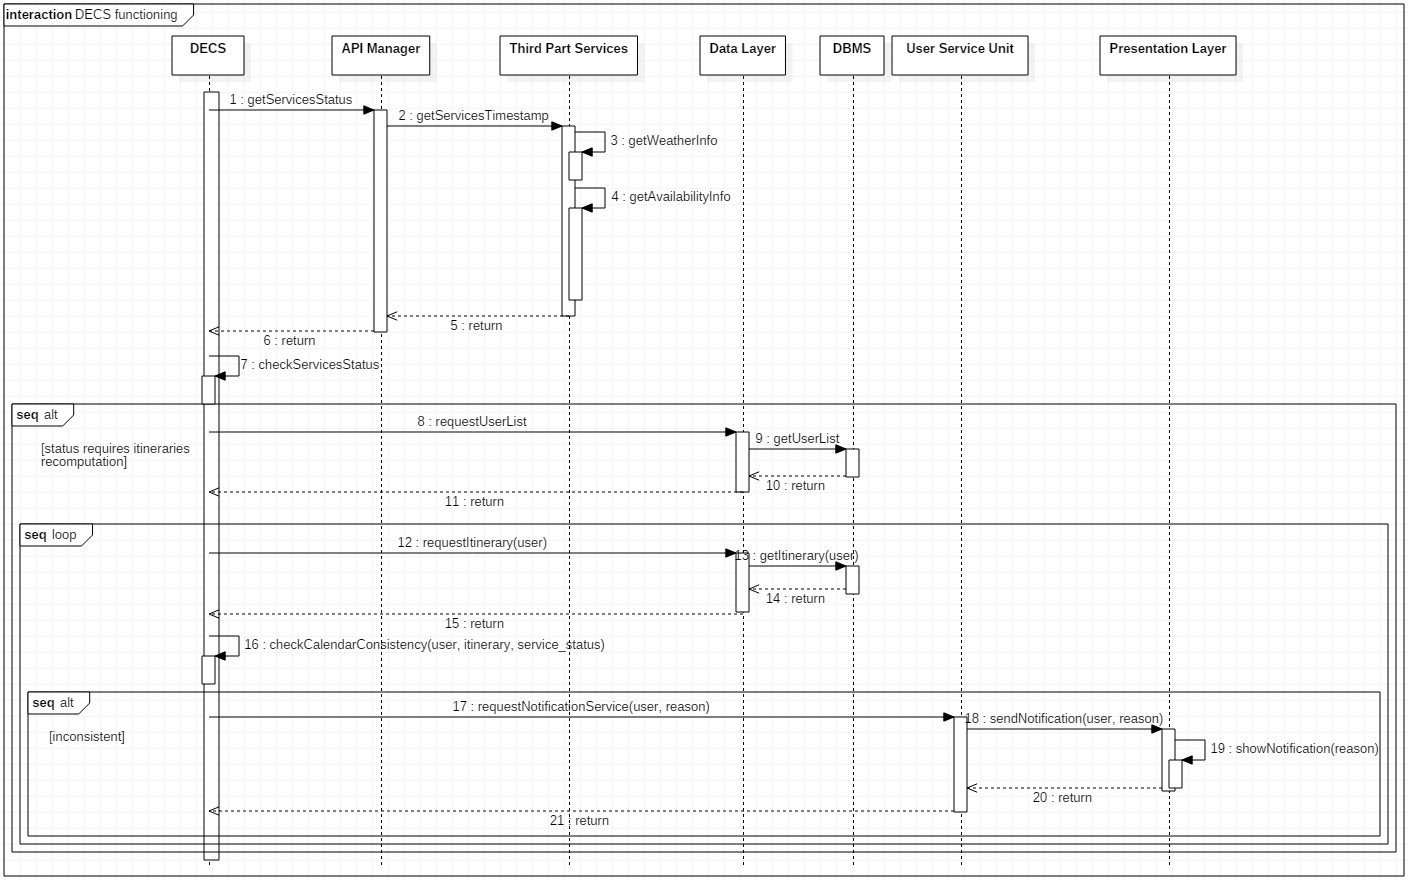 interaction DECS functioning
DECS
API Manager
Third Part Services
Data Layer
DBMS
User Service Unit
Presentation Layer
1 : getServicesStatus
2 : getServicesTimestamp
3 : getWeatherInfo
4 : getAvailabilityInfo
5 : return
6 : return
7 : checkServicesStatus
seq alt
8 : requestUserList
9 : getUserList
[status requires itineraries
recomputation]
10 : return
11 : return
seq loop
12 : requestItinerary(user)
13 : getItinerary(user)
14 : return
15 : return
16 : checkCalendarConsistency(user, itinerary, service_status)
seq alt
17 : requestNotificationService(user, reason)
18 : sendNotification(user, reason)
[inconsistent]
19 : showNotification(reason)
20 : return
21 : return